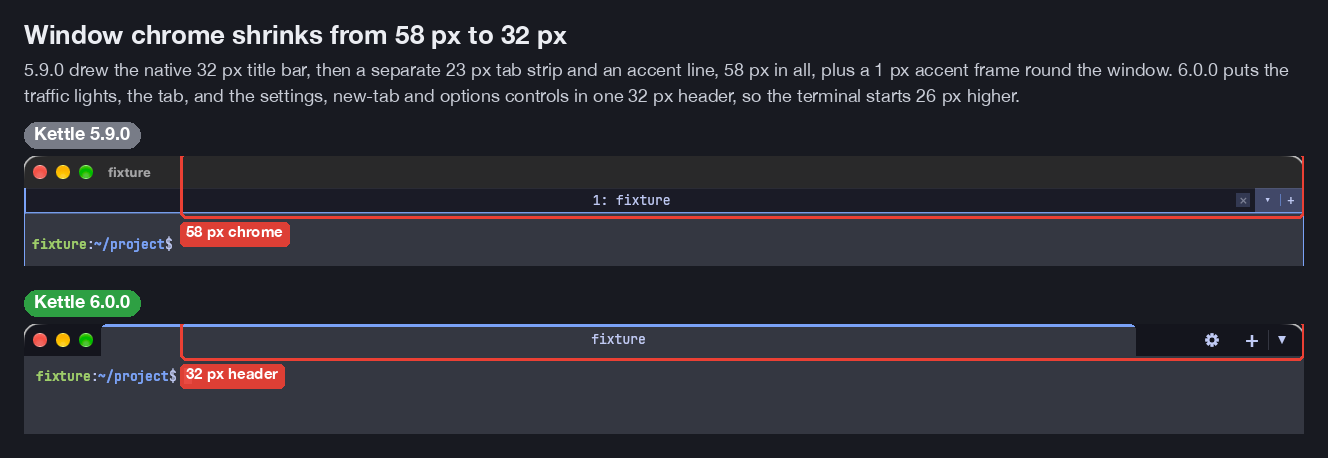 Window chrome shrinks from 58 px to 32 px
5.9.0 drew the native 32 px title bar, then a separate 23 px tab strip and an accent line, 58 px in all, plus a 1 px accent frame round the window. 6.0.0 puts the
traffic lights, the tab, and the settings, new-tab and options controls in one 32 px header, so the terminal starts 26 px higher.
Kettle 5.9.0
fixture
1: fixture
58 px chrome
fixture:~/project$
Kettle 6.0.0
fixture
fixture:~/project$
32 px header